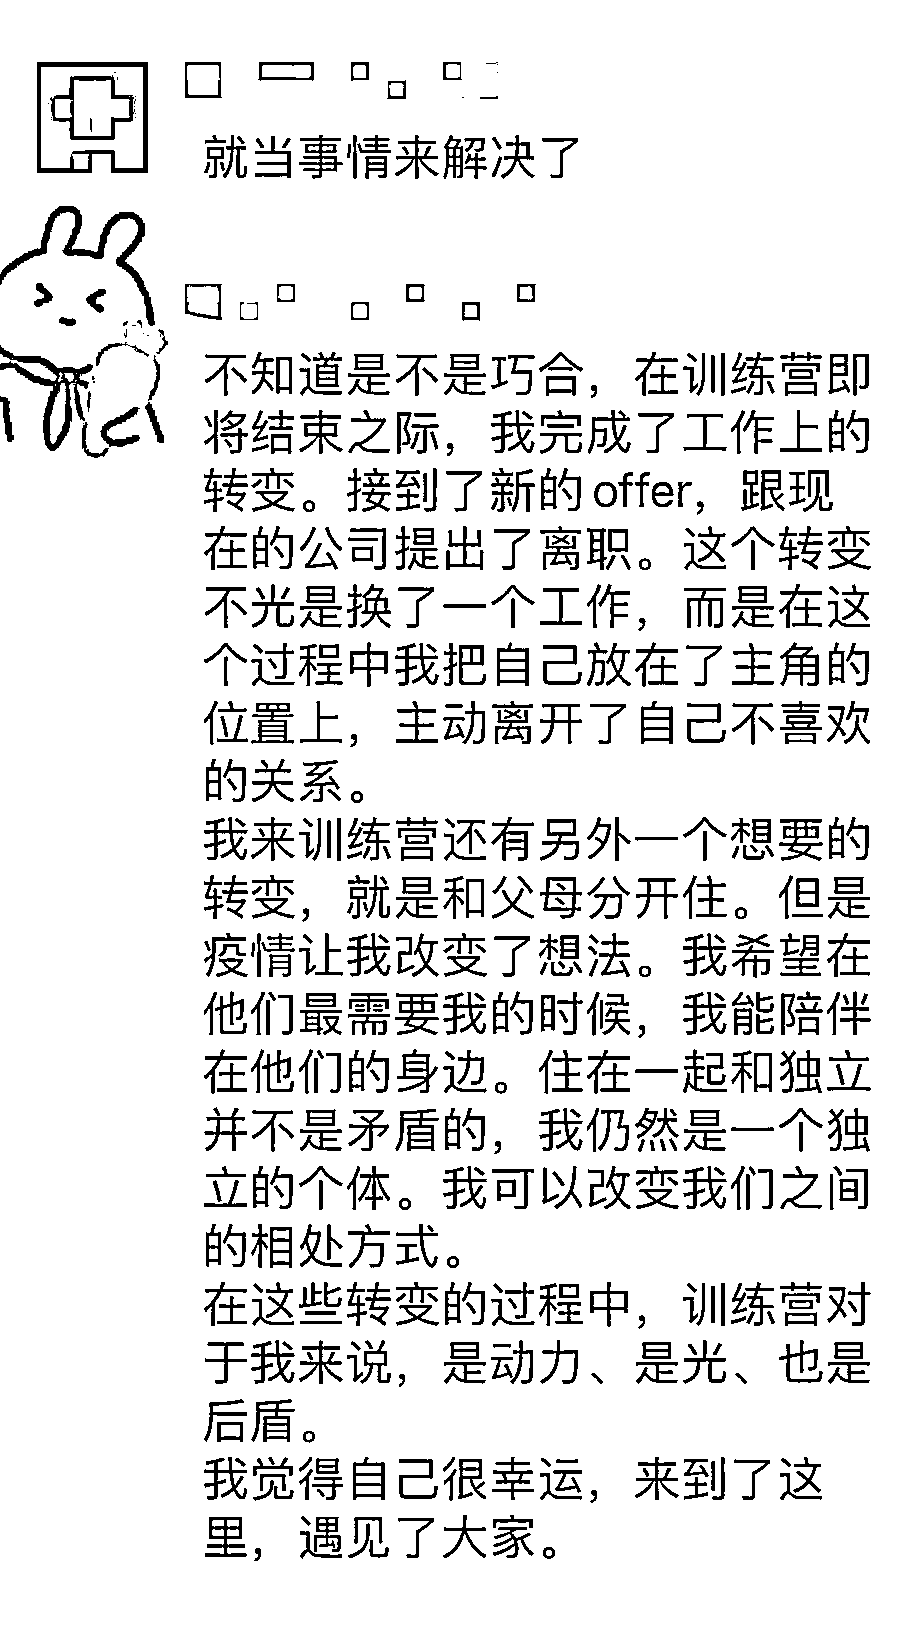 就当事情来解决了
不知道是不是巧合，在训练营即
将结束之际，我完成了工作上的
转变。接到了新的offer，跟现
在的公司提出了离职。这个转变
不光是换了一个工作，而是在这
个过程中我把自己放在了主角的
位置上，主动离开了自己不喜欢
的关系。
我来训练营还有另外一个想要的
转变，就是和父母分开住。但是
疫情让我改变了想法。我希望在
他们最需要我的时候，我能陪伴
在他们的身边。住在一起和独立
并不是矛盾的，我仍然是一个独
立的个体。我可以改变我们之间
的相处方式。
在这些转变的过程中，训练营对
于我来说，是动力、是光、也是
后盾。
我觉得自己很幸运，来到了这
里，遇见了大家。